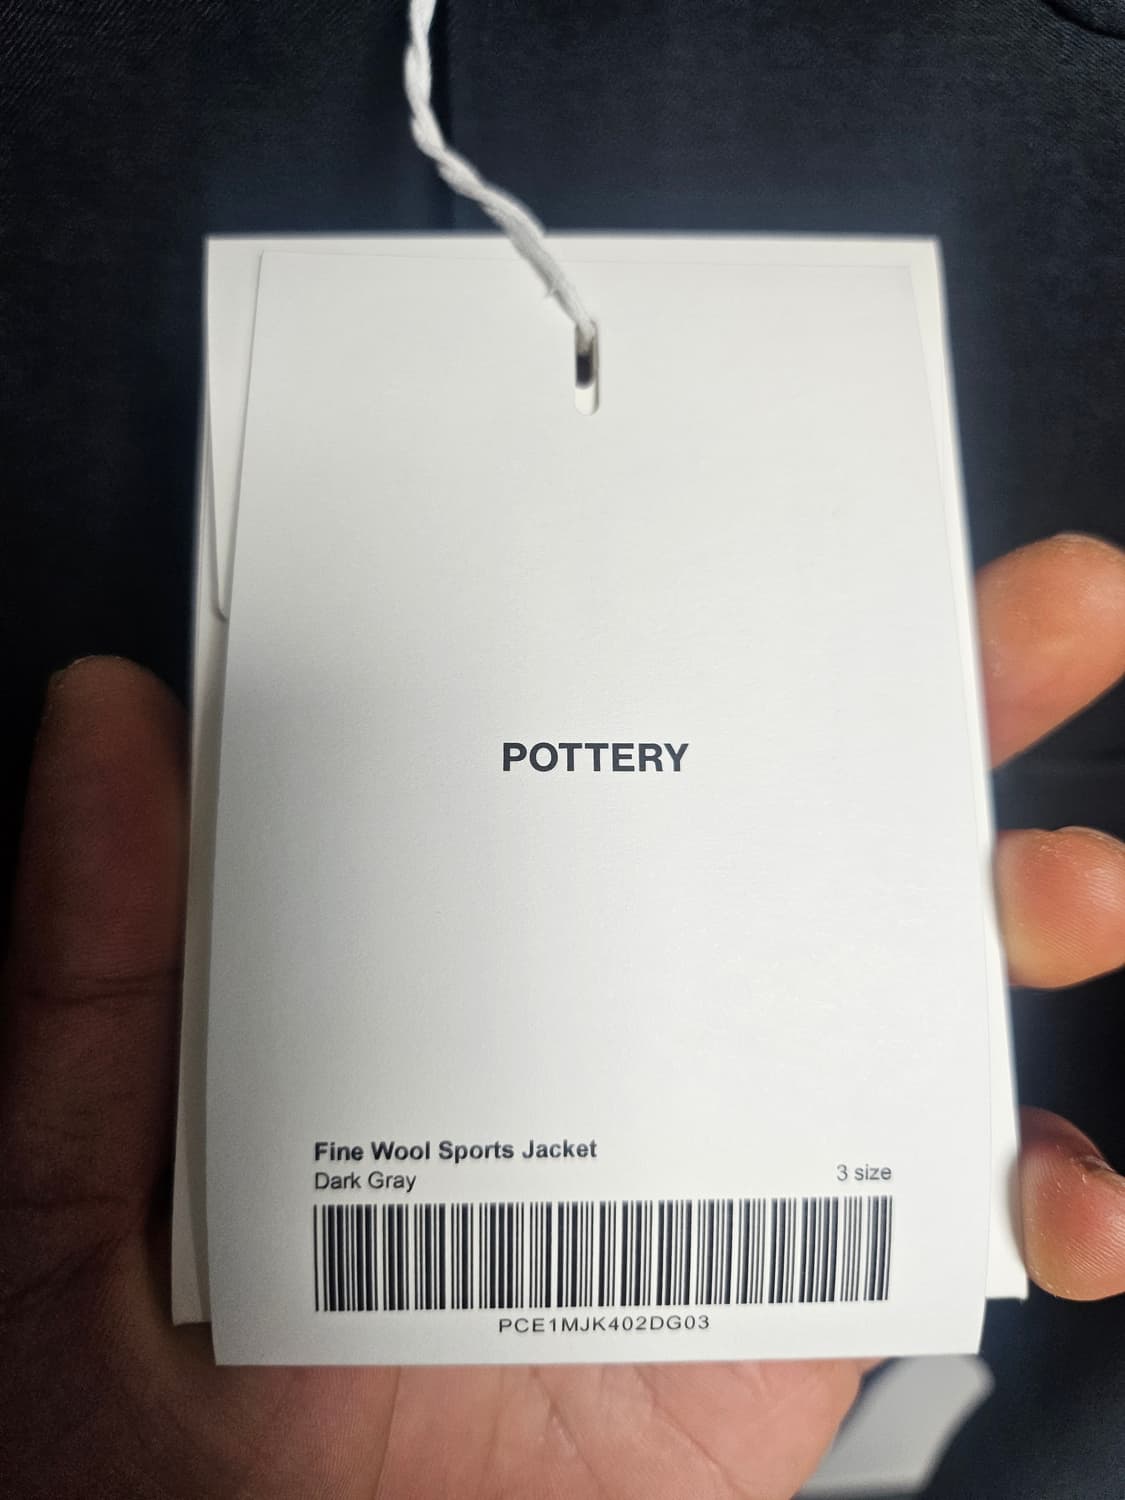 POTTERY
Fine Wool Sports Jacket
Dark Gray
3 size
PCE1MJK402DG03